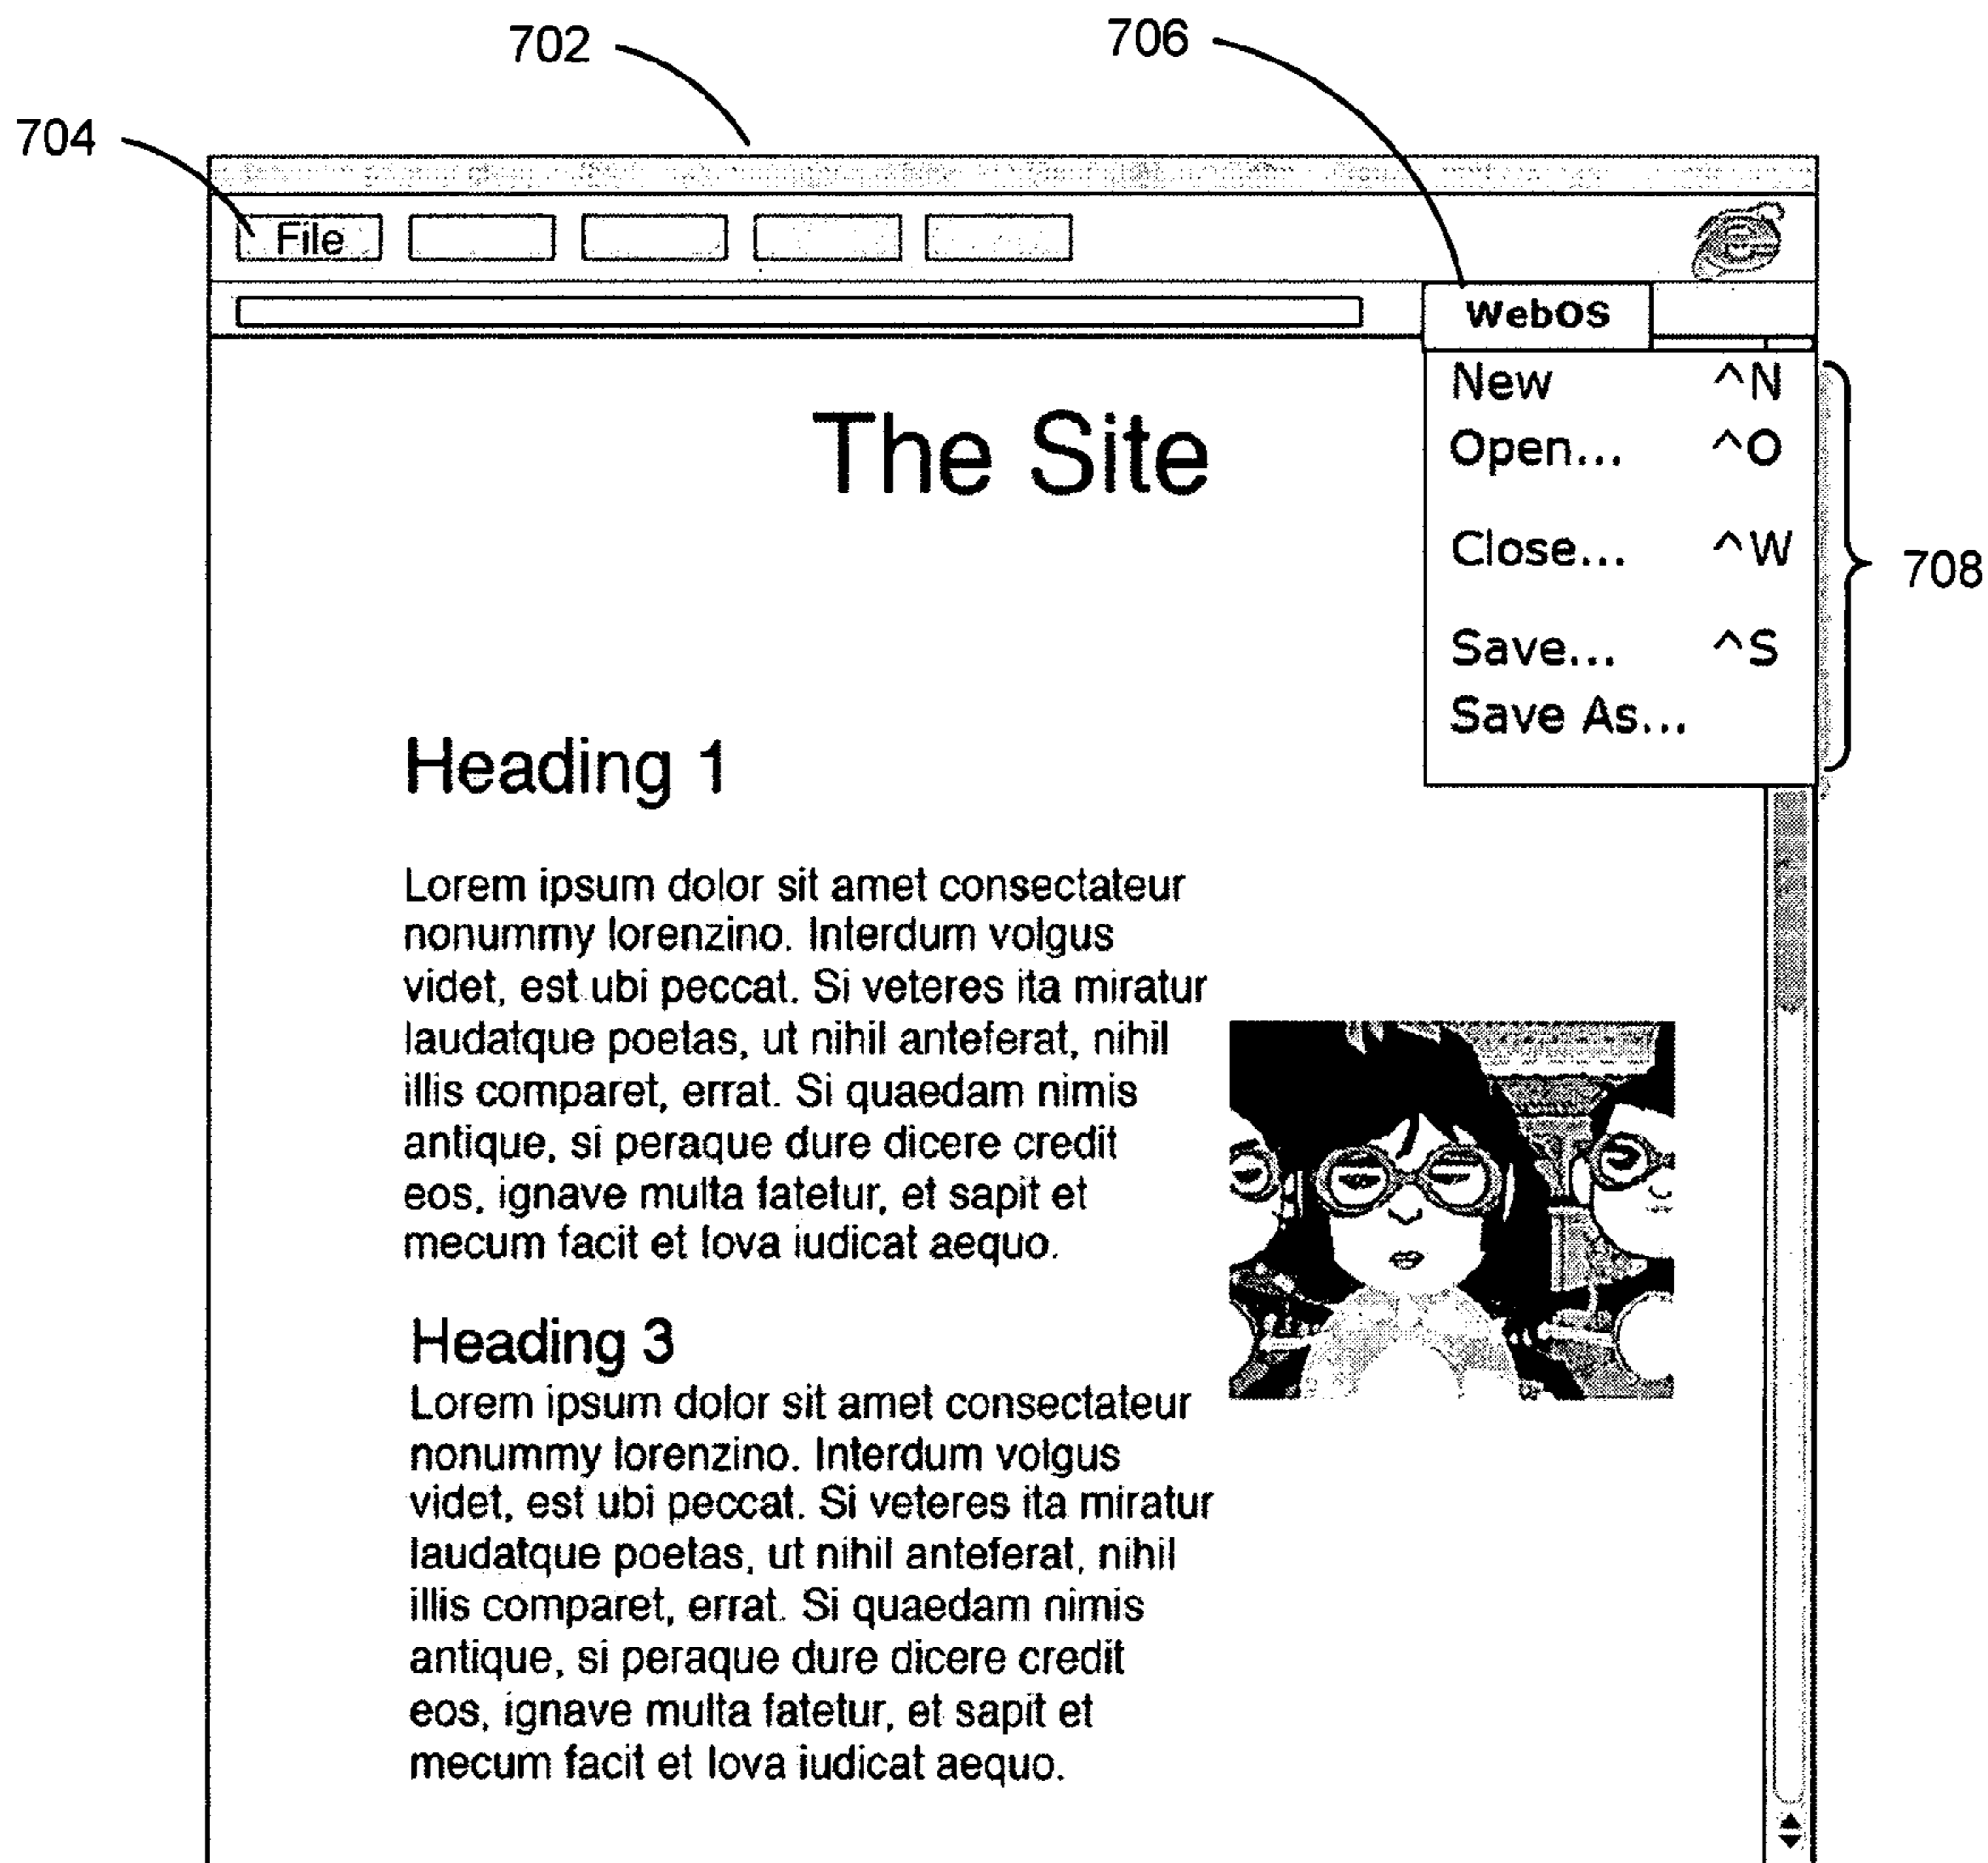 702
706
704
File
WebOS
New ^N
Open... ^O
Close... ^W
Save... ^S
Save As...
708
The Site
Heading 1
Lorem ipsum dolor sit amet consectateur
nonummy lorenzino. Interdum volgus
videt, est ubi peccat. Si veteres ita miratur
laudatque poetas, ut nihil anteferat, nihil
illis comparet, errat. Si quaedam nimis
antique, si peraque dure dicere credit
eos, ignave multa fatetur, et sapit et
mecum facit et Iova iudicat aequo.
Heading 3
Lorem ipsum dolor sit amet consectateur
nonummy lorenzino. Interdum volgus
videt, est ubi peccat. Si veteres ita miratur
laudatque poetas, ut nihil anteferat, nihil
illis comparet, errat. Si quaedam nimis
antique, si peraque dure dicere credit
eos, ignave multa fatetur, et sapit et
mecum facit et Iova iudicat aequo.